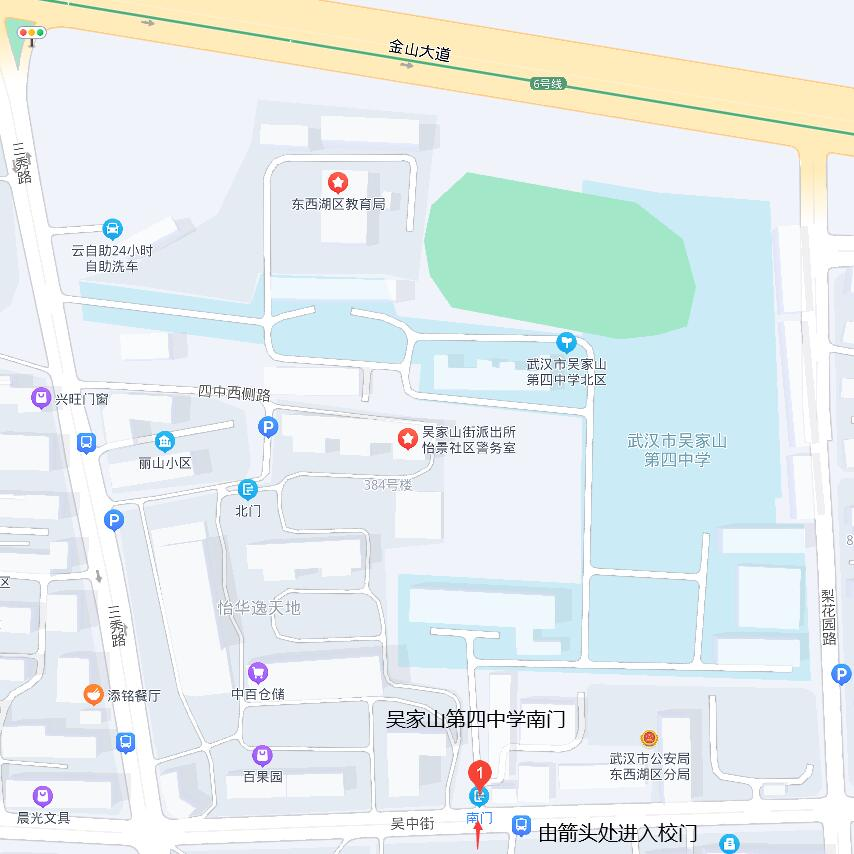 金山大道
6号线
三秀路
东西湖区教育局
云自助24小时
自助洗车
武汉市吴家山
第四中学北区
四中西侧路
兴旺门窗
P
吴家山街派出所
怡景社区警务室
武汉市吴家山
第四中学
丽山小区
384号楼
北门
P
8
区
怡华逸天地
三秀路
梨花园路
P
中百仓储
添铭餐厅
吴家山第四中学南门
武汉市公安局
东西湖区分局
百果园
1
晨光文具
南门
吴中街
由箭头处进入校门